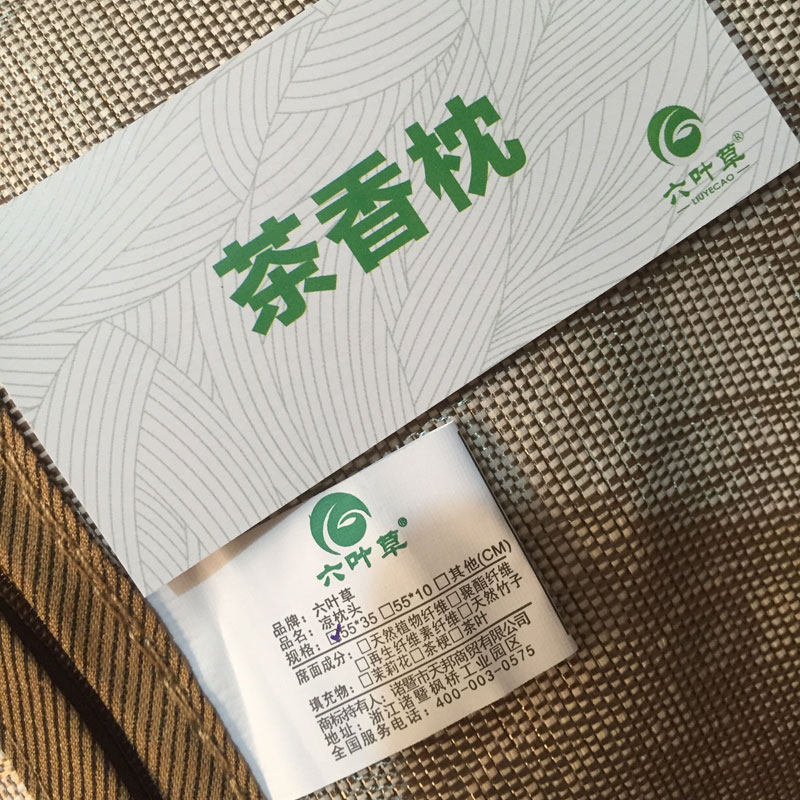 茶香枕
六叶草®
LIUYECAO
六叶草®
品牌：六叶草
品名：凉枕头
规格：☑55*35 □55*10 □其他(CM)
席面成分：□天然植物纤维□聚酯纤维
□再生纤维素纤维□天然竹子
填充物：□茉莉花□茶梗□茶叶
商标持有人：诸暨市天邦商贸有限公司
地址：浙江诸暨枫桥工业园区
全国服务电话：400-003-0575